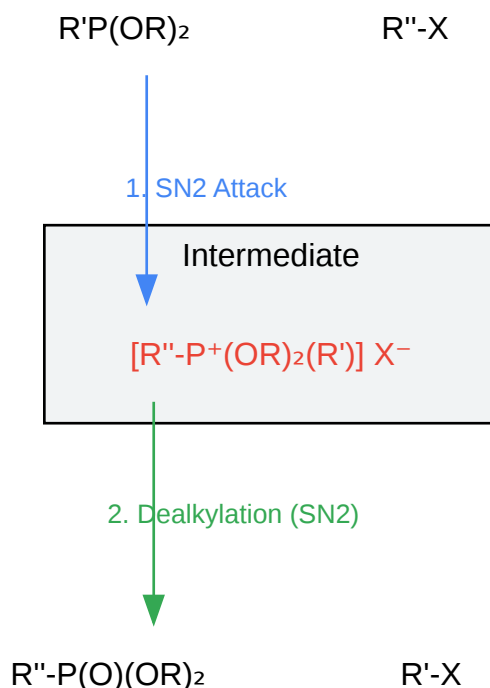 R'P(OR)₂ R''-X
1. SN2 Attack
Intermediate
[R''-P⁺(OR)₂(R')] X⁻
2. Dealkylation (SN2)
R''-P(O)(OR)₂ R'-X